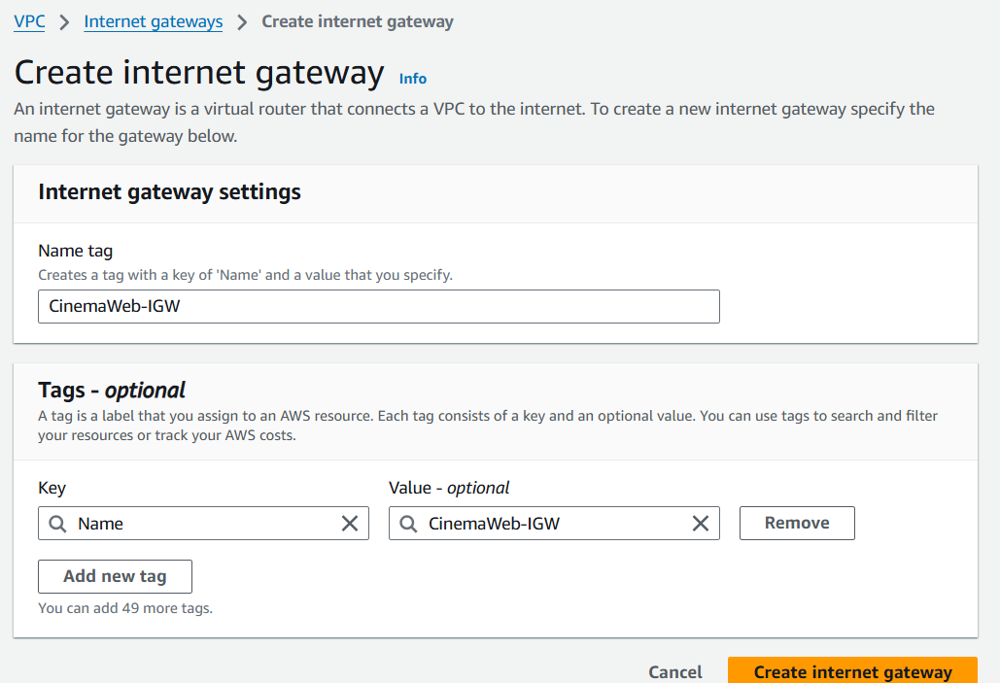 VPC > Internet gateways > Create internet gateway
Create internet gateway Info
An internet gateway is a virtual router that connects a VPC to the internet. To create a new internet gateway specify the
name for the gateway below.
Internet gateway settings
Name tag
Creates a tag with a key of 'Name' and a value that you specify.
CinemaWeb-IGW
Tags - optional
A tag is a label that you assign to an AWS resource. Each tag consists of a key and an optional value. You can use tags to search and filter
your resources or track your AWS costs.
Key Value - optional
Name CinemaWeb-IGW Remove
Add new tag
You can add 49 more tags.
Cancel Create internet gateway